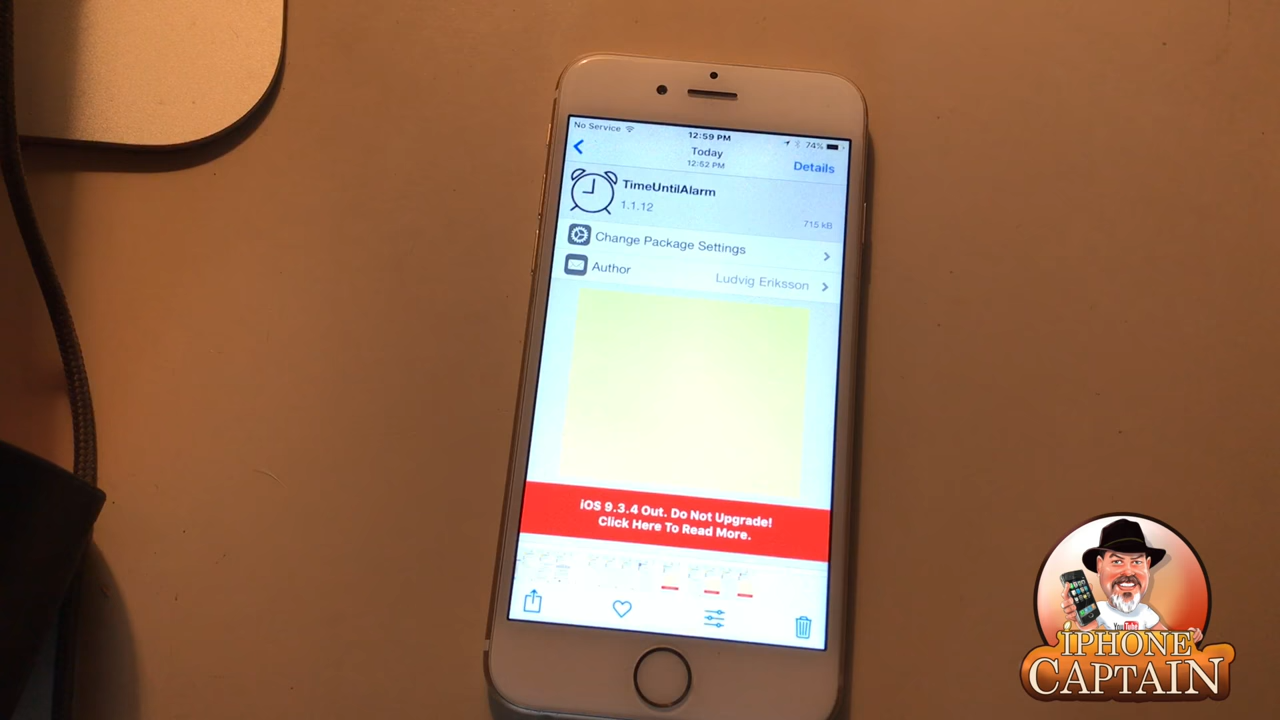 No Service 12:59 PM 74%
Today
12:52 PM
Details
TimeUntilAlarm
1.1.12
715 kB
Change Package Settings
Author Ludvig Eriksson
iOS 9.3.4 Out. Do Not Upgrade!
Click Here To Read More.
YouTube
iPHONE
CAPTAIN